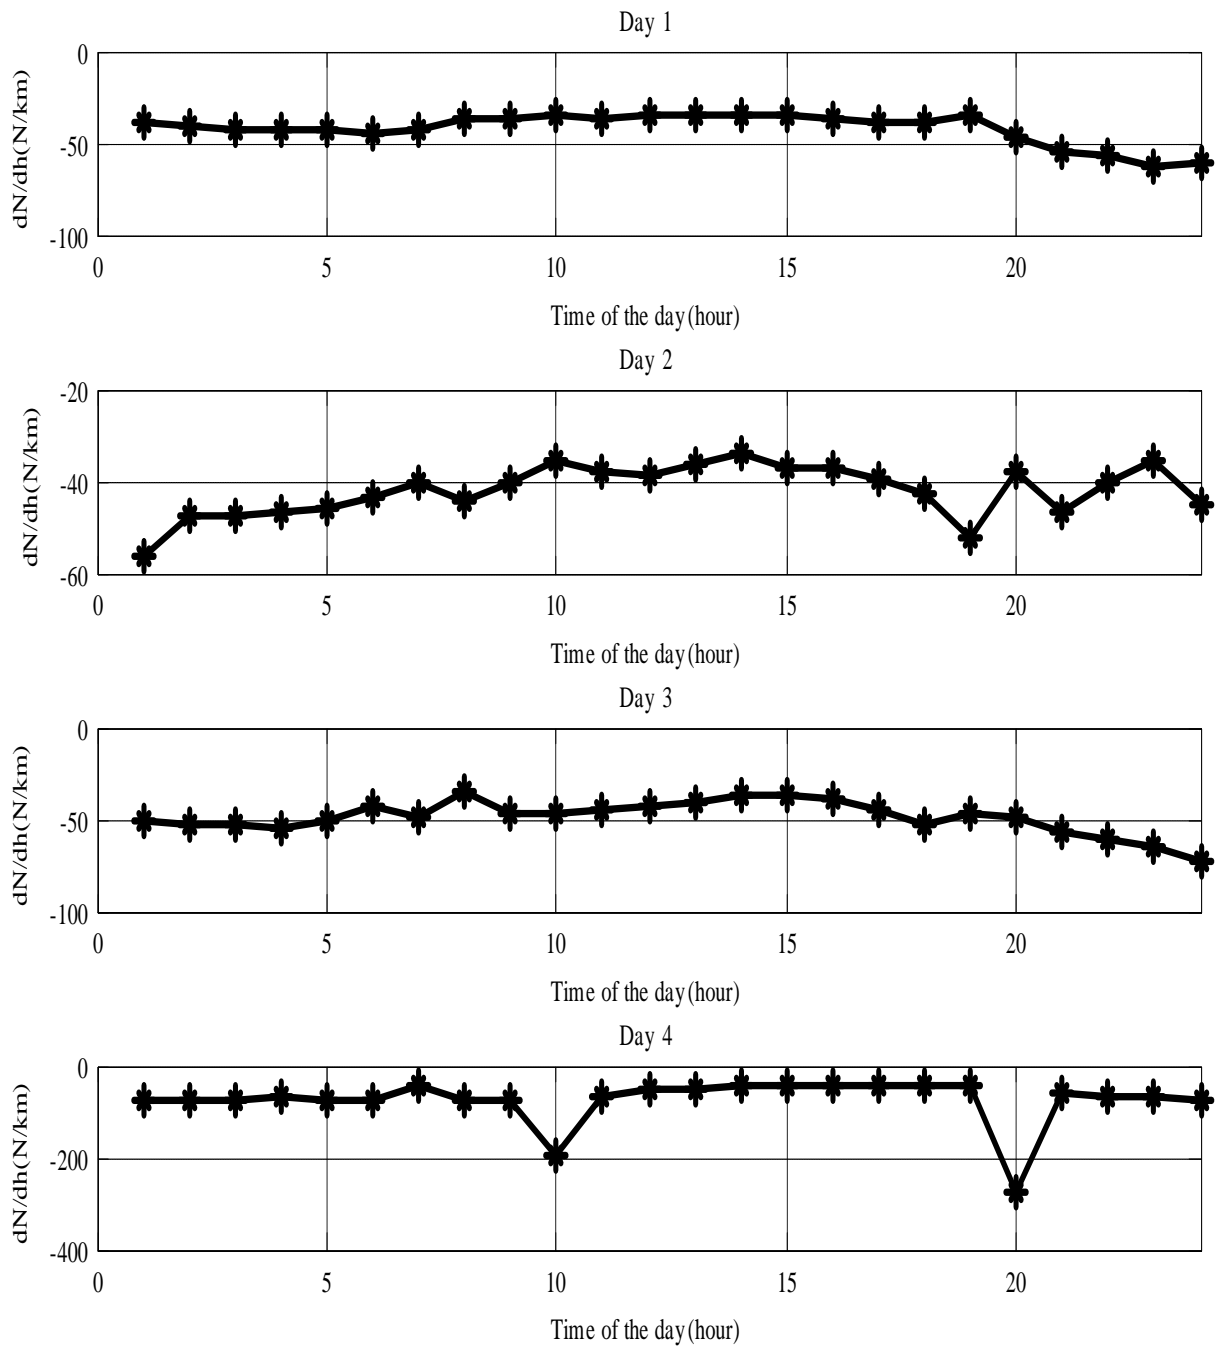 Day 1
0
-50
-100
dN/dh(N/km)
0 5 10 15 20
Time of the day(hour)
Day 2
-20
-40
-60
dN/dh(N/km)
0 5 10 15 20
Time of the day(hour)
Day 3
0
-50
-100
dN/dh(N/km)
0 5 10 15 20
Time of the day(hour)
Day 4
0
-200
-400
dN/dh(N/km)
0 5 10 15 20
Time of the day(hour)